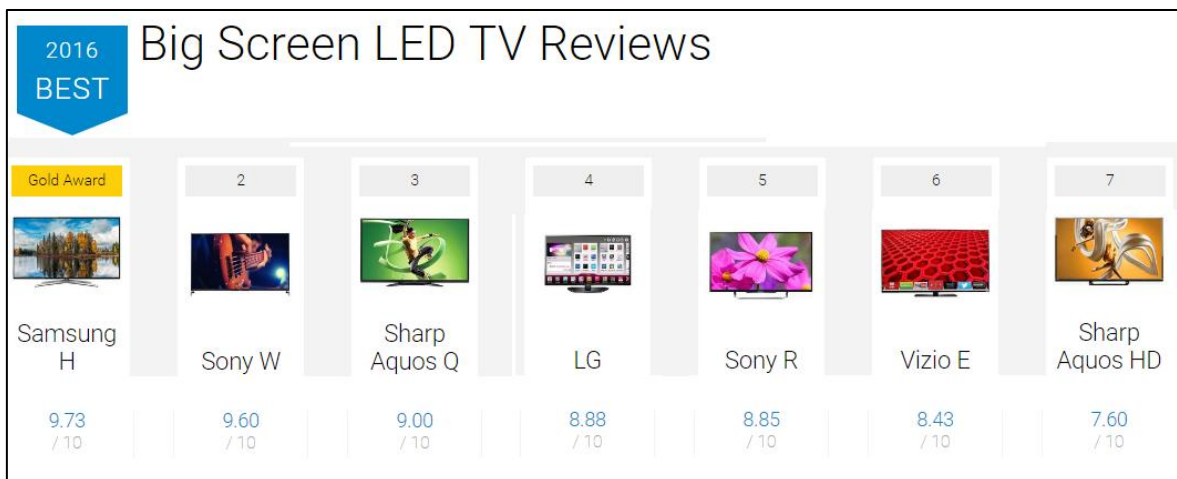 2016
BEST
Big Screen LED TV Reviews
Gold Award
2
3
4
5
6
7
Samsung
H
Sony W
Sharp
Aquos Q
LG
Sony R
Vizio E
Sharp
Aquos HD
9.73
/ 10
9.60
/ 10
9.00
/ 10
8.88
/ 10
8.85
/ 10
8.43
/ 10
7.60
/ 10